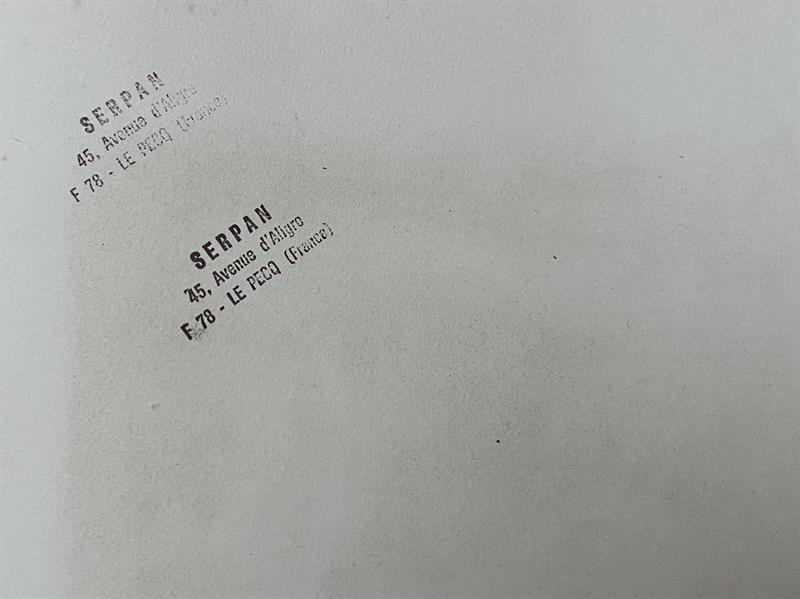 SERPAN
45, Avenue d'Aligre
F 78 - LE PECQ (France)
SERPAN
45, Avenue d'Aligre
F 78 - LE PECQ (France)